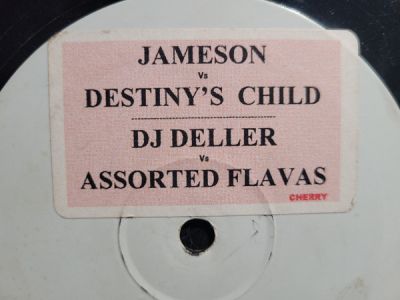 JAMESON
Vs
DESTINY'S CHILD
DJ DELLER
Vs
ASSORTED FLAVAS
CHERRY